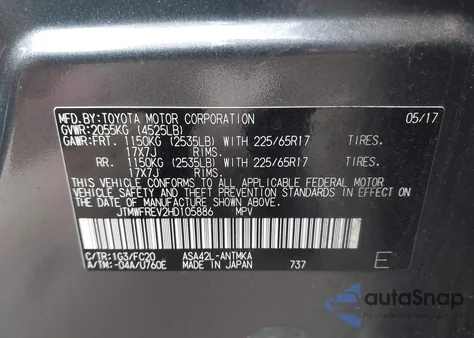 MFD.BY:TOYOTA MOTOR CORPORATION 05/17
GVWR:2055KG (4525LB)
GAWR:FRT. 1150KG (2535LB) WITH 225/65R17 TIRES.
17X7J RIMS.
RR. 1150KG (2535LB) WITH 225/65R17 TIRES.
17X7J RIMS.
THIS VEHICLE CONFORMS TO ALL APPLICABLE FEDERAL MOTOR
VEHICLE SAFETY AND THEFT PREVENTION STANDARDS IN EFFECT ON
THE DATE OF MANUFACTURE SHOWN ABOVE.
JTMWFREV2HD105886 MPV
C/TR:1G3/FC20 ASA42L-ANTMKA
A/TM:-04A/U760E MADE IN JAPAN 737 E
autoSnap
POWERED BY